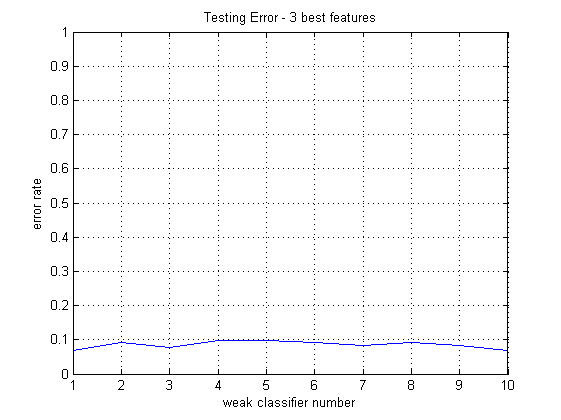 Testing Error - 3 best features
1
0.9
0.8
0.7
0.6
0.5
0.4
0.3
0.2
0.1
0
error rate
1 2 3 4 5 6 7 8 9 10
weak classifier number